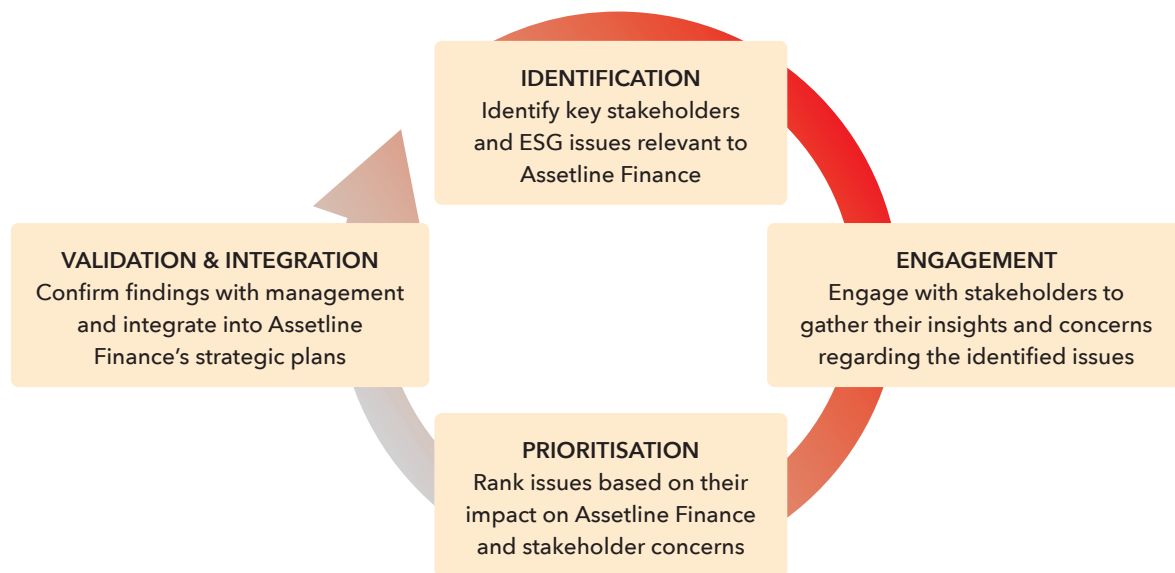 IDENTIFICATION
Identify key stakeholders
and ESG issues relevant to
Assetline Finance
ENGAGEMENT
Engage with stakeholders to
gather their insights and concerns
regarding the identified issues
PRIORITISATION
Rank issues based on their
impact on Assetline Finance
and stakeholder concerns
VALIDATION & INTEGRATION
Confirm findings with management
and integrate into Assetline
Finance’s strategic plans